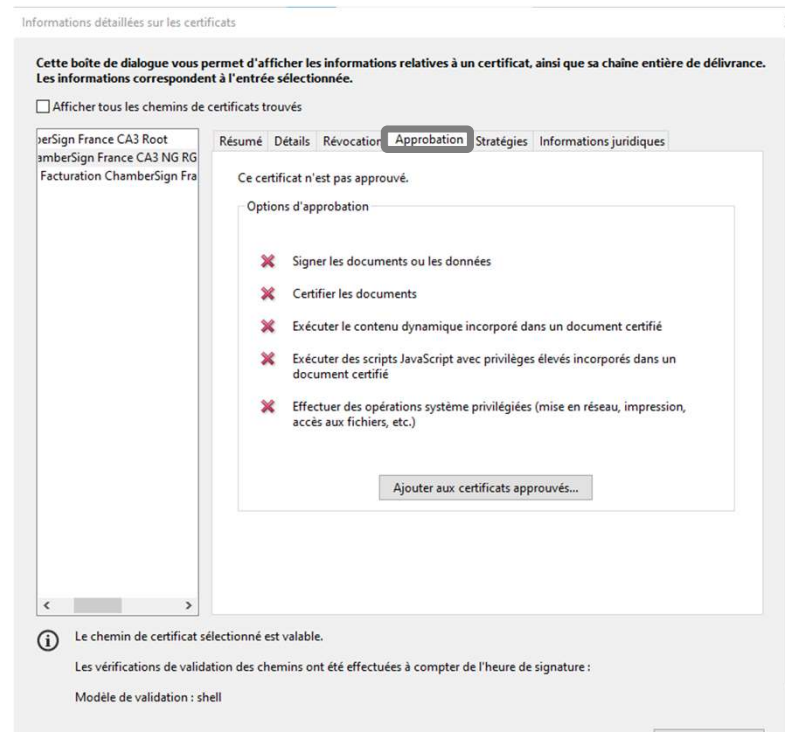 Informations détaillées sur les certificats
Cette boîte de dialogue vous permet d'afficher les informations relatives à un certificat, ainsi que sa chaîne entière de délivrance.
Les informations correspondent à l'entrée sélectionnée.
Afficher tous les chemins de certificats trouvés
erSign France CA3 Root
amberSign France CA3 NG RG
Facturation ChamberSign Fra
Résumé Détails Révocation Approbation Stratégies Informations juridiques
Ce certificat n'est pas approuvé.
Options d'approbation
Signer les documents ou les données
Certifier les documents
Exécuter le contenu dynamique incorporé dans un document certifié
Exécuter des scripts JavaScript avec privilèges élevés incorporés dans un
document certifié
Effectuer des opérations système privilégiées (mise en réseau, impression,
accès aux fichiers, etc.)
Ajouter aux certificats approuvés...
Le chemin de certificat sélectionné est valable.
Les vérifications de validation des chemins ont été effectuées à compter de l'heure de signature :
Modèle de validation : shell